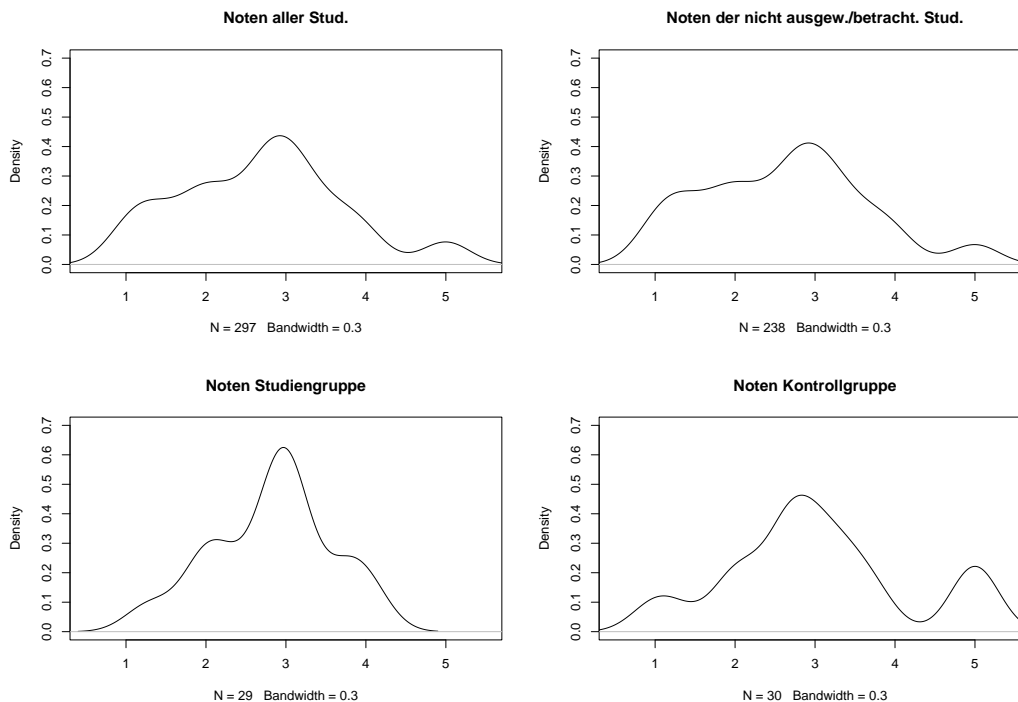 Noten aller Stud.
Density
0.0 0.1 0.2 0.3 0.4 0.5 0.6 0.7
1 2 3 4 5
N = 297 Bandwidth = 0.3
Noten der nicht ausgew./betracht. Stud.
Density
0.0 0.1 0.2 0.3 0.4 0.5 0.6 0.7
1 2 3 4 5
N = 238 Bandwidth = 0.3
Noten Studiengruppe
Density
0.0 0.1 0.2 0.3 0.4 0.5 0.6 0.7
1 2 3 4 5
N = 29 Bandwidth = 0.3
Noten Kontrollgruppe
Density
0.0 0.1 0.2 0.3 0.4 0.5 0.6 0.7
1 2 3 4 5
N = 30 Bandwidth = 0.3